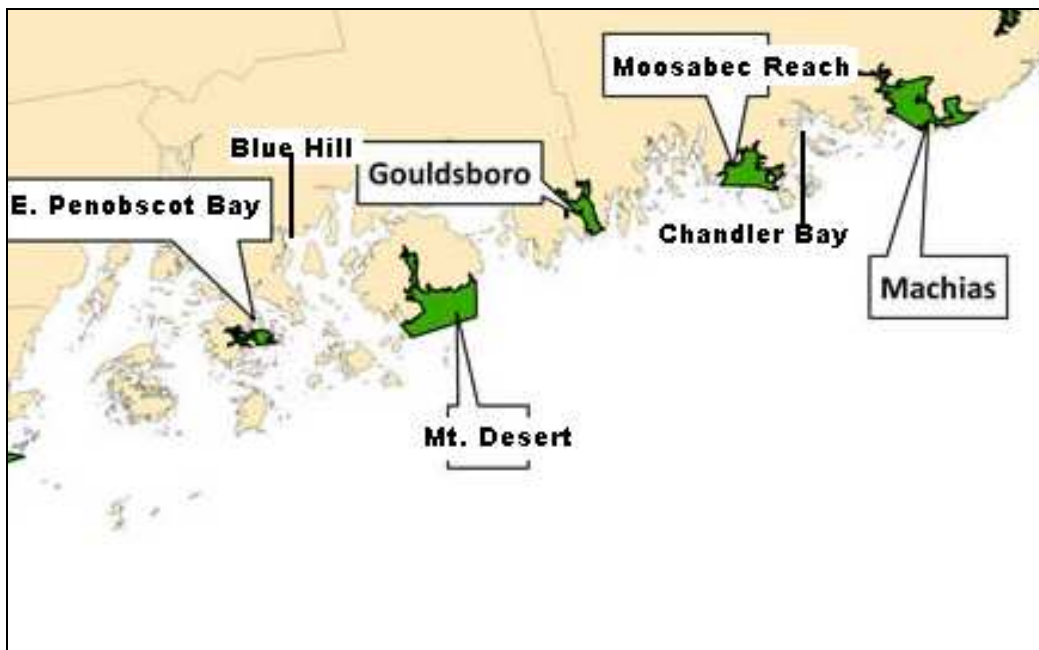 Moosabec Reach
Blue Hill
Gouldsboro
E. Penobscot Bay
Chandler Bay
Machias
Mt. Desert